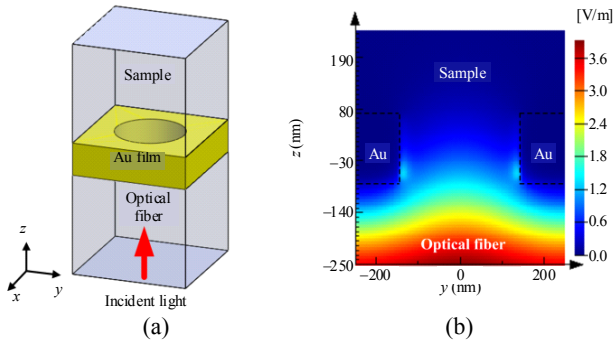 Sample
Au film
Optical
fiber
z
x
y
Incident light
(a)
[V/m]
190
80
−30
−140
−250
z (nm)
Sample
Au
Au
Optical fiber
−200
0
200
y (nm)
3.6
3.0
2.4
1.8
1.2
0.6
0.0
(b)